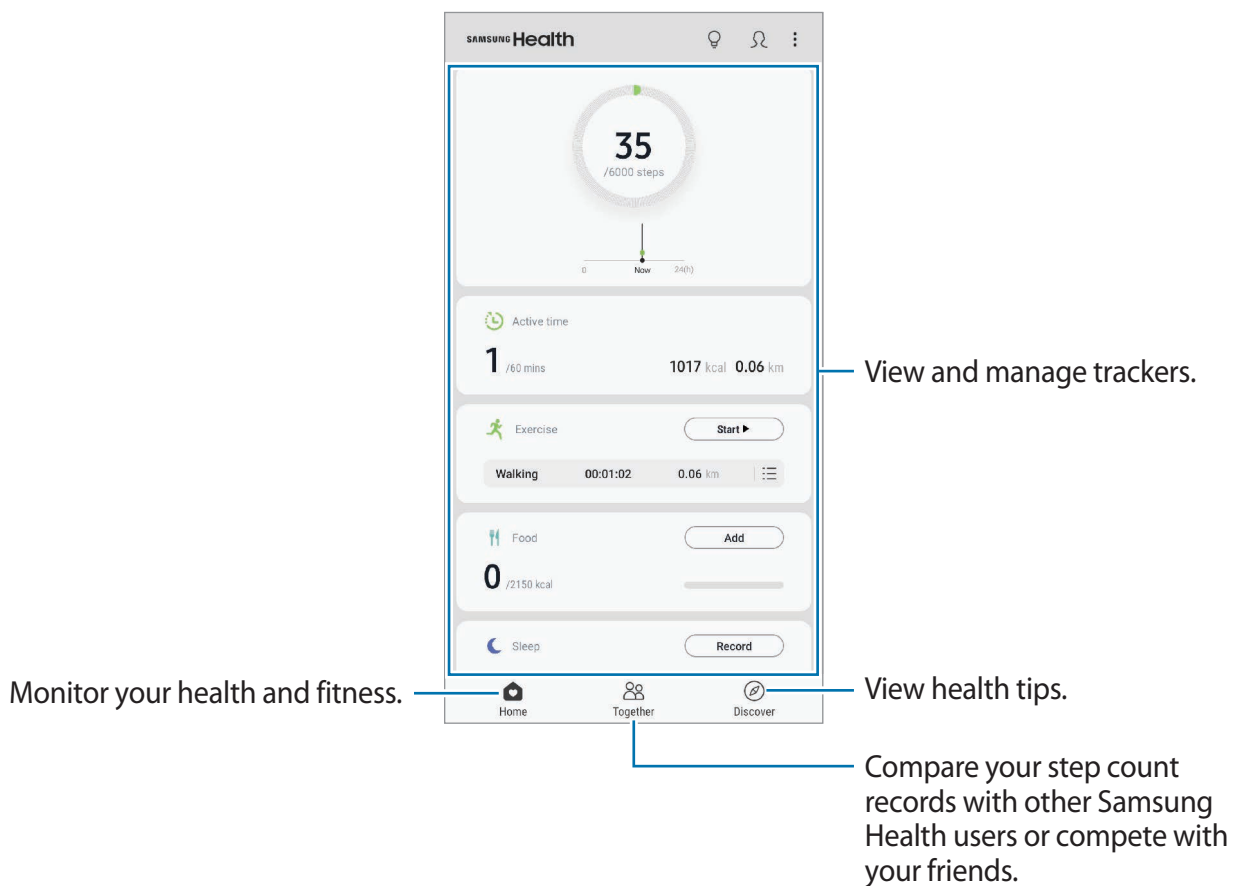 SAMSUNG Health
35
/6000 steps
0 Now 24(h)
Active time
1 /60 mins 1017 kcal 0.06 km
View and manage trackers.
Exercise Start
Walking 00:01:02 0.06 km
Food Add
0 /2150 kcal
Sleep Record
Monitor your health and fitness.
Home Together Discover
View health tips.
Compare your step count
records with other Samsung
Health users or compete with
your friends.